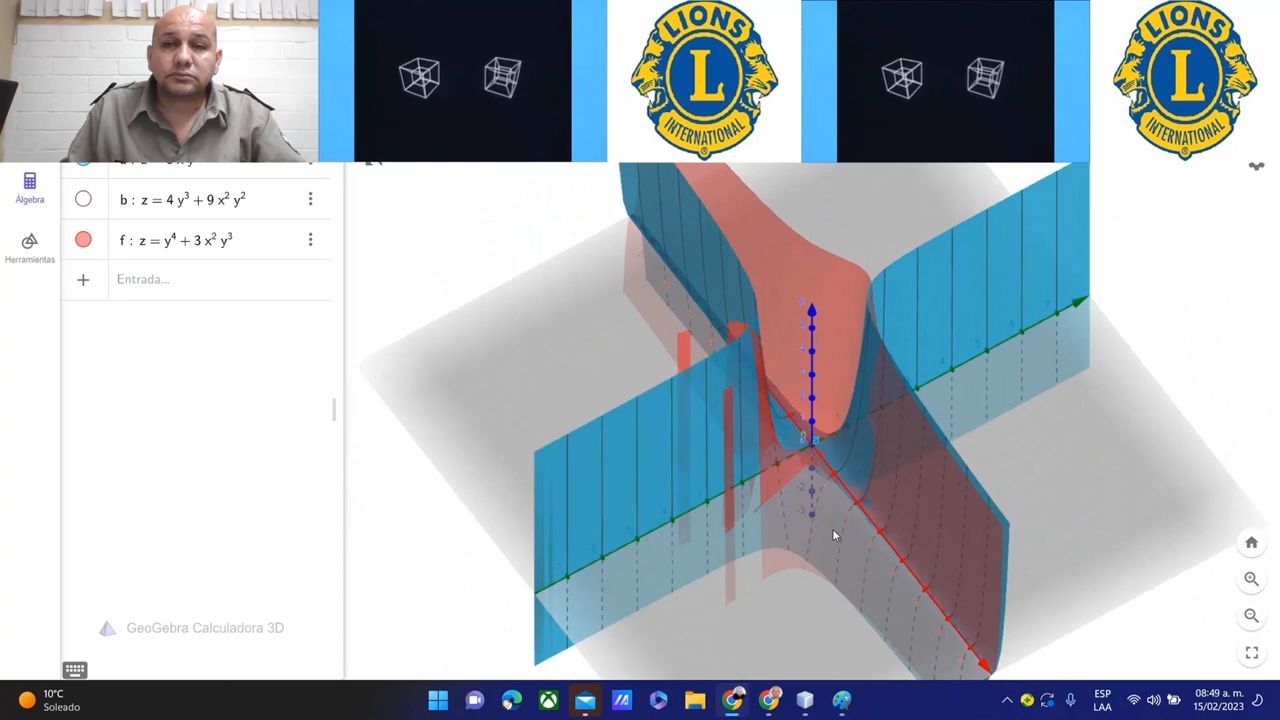 LIONS
L
INTERNATIONAL
LIONS
L
INTERNATIONAL
Álgebra
b : z = 4 y³ + 9 x² y²
f : z = y⁴ + 3 x² y³
Herramientas
Entrada...
GeoGebra Calculadora 3D
10°C
Soleado
ESP
LAA
08:49 a. m.
15/02/2023